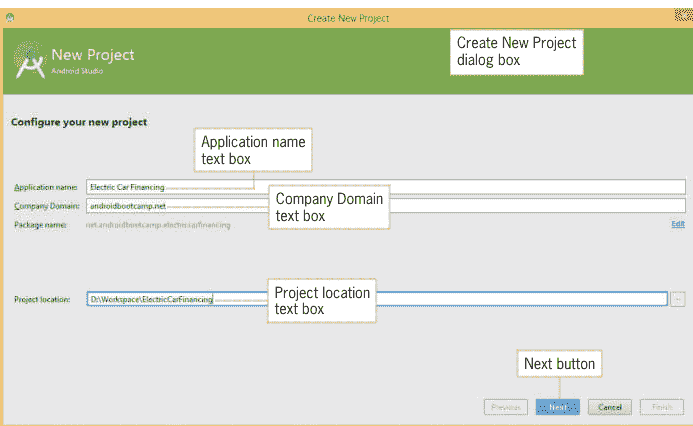 Create New Project
New Project
Android Studio
Create New Project
dialog box
Configure your new project
Application name
text box
Application name: Electric Car Financing
Company Domain
text box
Company Domain: androidbootcamp.net
Package name: net.androidbootcamp.electriccarfinancing
Edit
Project location
text box
Project location: D:\Workspace\ElectricCarFinancing
...
Next button
Previous
Next
Cancel
Finish